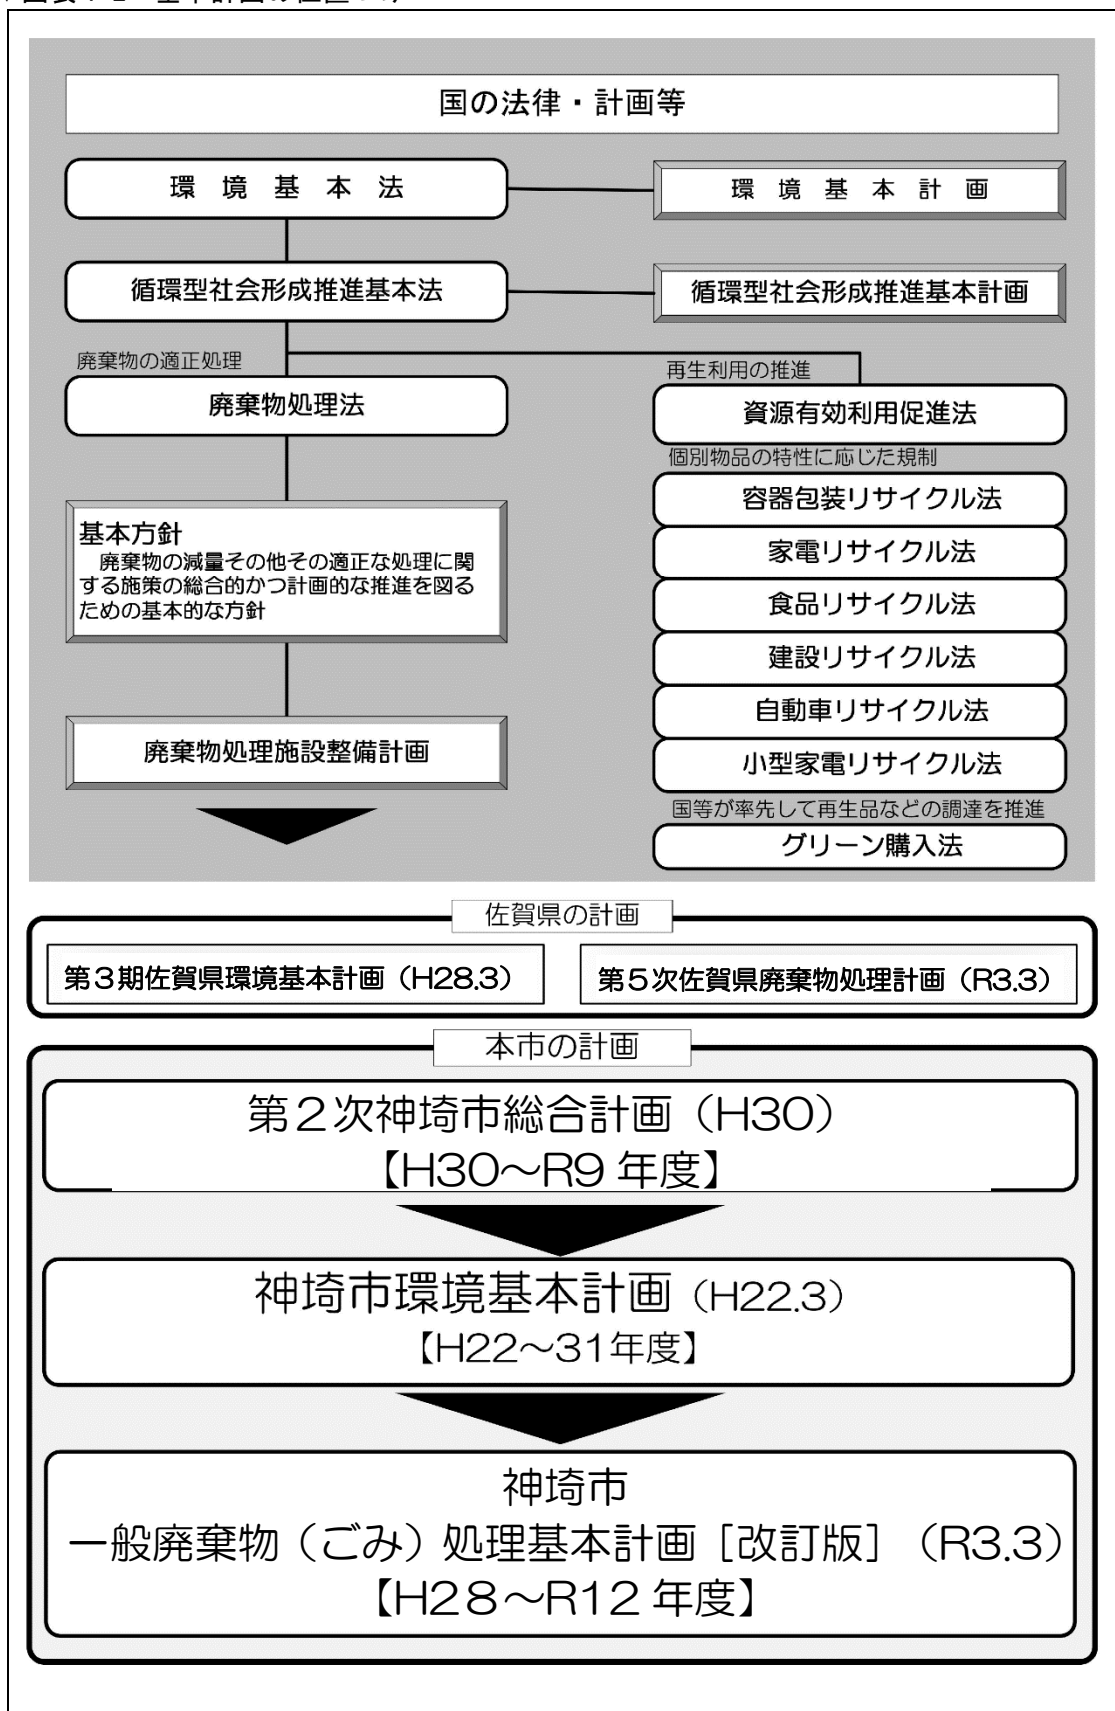 国の法律・計画等
環境基本法
環境基本計画
循環型社会形成推進基本法
循環型社会形成推進基本計画
廃棄物の適正処理
廃棄物処理法
再生利用の推進
資源有効利用促進法
個別物品の特性に応じた規制
容器包装リサイクル法
家電リサイクル法
食品リサイクル法
建設リサイクル法
自動車リサイクル法
小型家電リサイクル法
国等が率先して再生品などの調達を推進
グリーン購入法
基本方針
廃棄物の減量その他その適正な処理に関
する施策の総合的かつ計画的な推進を図る
ための基本的な方針
廃棄物処理施設整備計画
佐賀県の計画
第3期佐賀県環境基本計画（H28.3）
第5次佐賀県廃棄物処理計画（R3.3）
本市の計画
第2次神埼市総合計画（H30）
【H30～R9 年度】
神埼市環境基本計画（H22.3）
【H22～31年度】
神埼市
一般廃棄物（ごみ）処理基本計画［改訂版］（R3.3）
【H28～R12 年度】